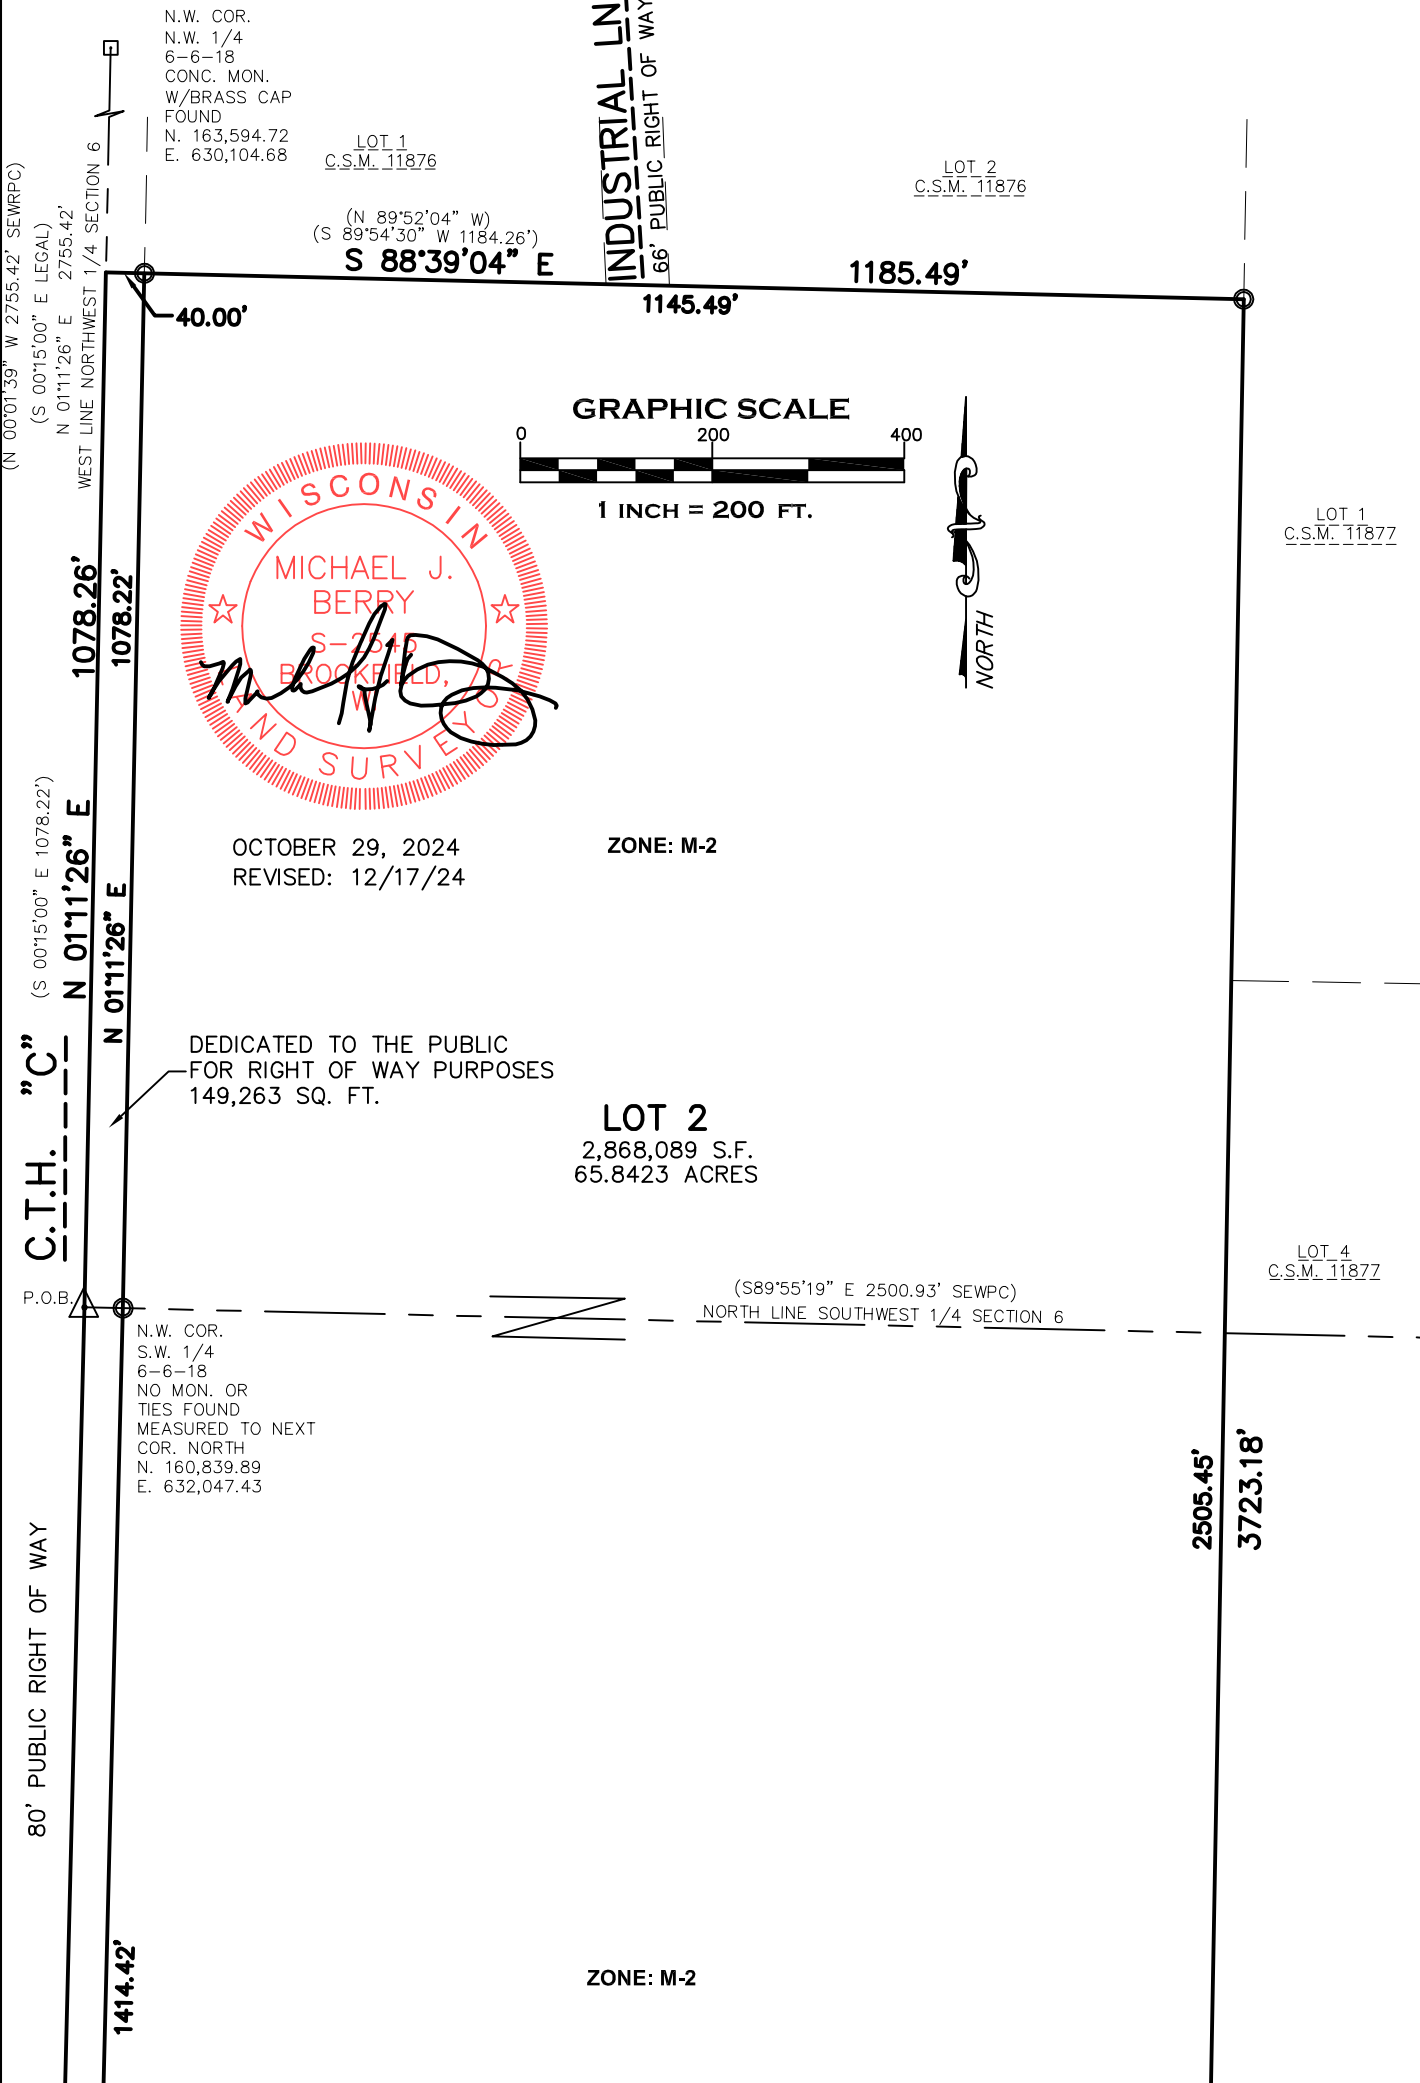 N.W. COR.
N.W. 1/4
6-6-18
CONC. MON.
W/BRASS CAP
FOUND
N. 163,594.72
E. 630,104.68
INDUSTRIAL LN
66' PUBLIC RIGHT OF WAY
LOT 1
C.S.M. 11876
LOT 2
C.S.M. 11876
(N 00°01'39" W 2755.42' SEWRPC)
(S 00°15'00" E LEGAL)
N 01°11'26" E 2755.42'
WEST LINE NORTHWEST 1/4 SECTION 6
(N 89°52'04" W)
(S 89°54'30" W 1184.26')
S 88°39'04" E
1185.49'
1145.49'
40.00'
GRAPHIC SCALE
0 200 400
1 INCH = 200 FT.
NORTH
LOT 1
C.S.M. 11877
WISCONSIN
MICHAEL J.
BERRY
S-2545
BROOKFIELD,
AND SURVEYOR
1078.26'
1078.22'
OCTOBER 29, 2024
REVISED: 12/17/24
ZONE: M-2
(S 00°15'00" E 1078.22')
N 01°11'26" E
N 01°11'26" E
DEDICATED TO THE PUBLIC
FOR RIGHT OF WAY PURPOSES
149,263 SQ. FT.
C.T.H. "C"
LOT 2
2,868,089 S.F.
65.8423 ACRES
LOT 4
C.S.M. 11877
P.O.B.
(S89°55'19" E 2500.93' SEWPC)
NORTH LINE SOUTHWEST 1/4 SECTION 6
N.W. COR.
S.W. 1/4
6-6-18
NO MON. OR
TIES FOUND
MEASURED TO NEXT
COR. NORTH
N. 160,839.89
E. 632,047.43
2505.45'
3723.18'
80' PUBLIC RIGHT OF WAY
1414.42'
ZONE: M-2